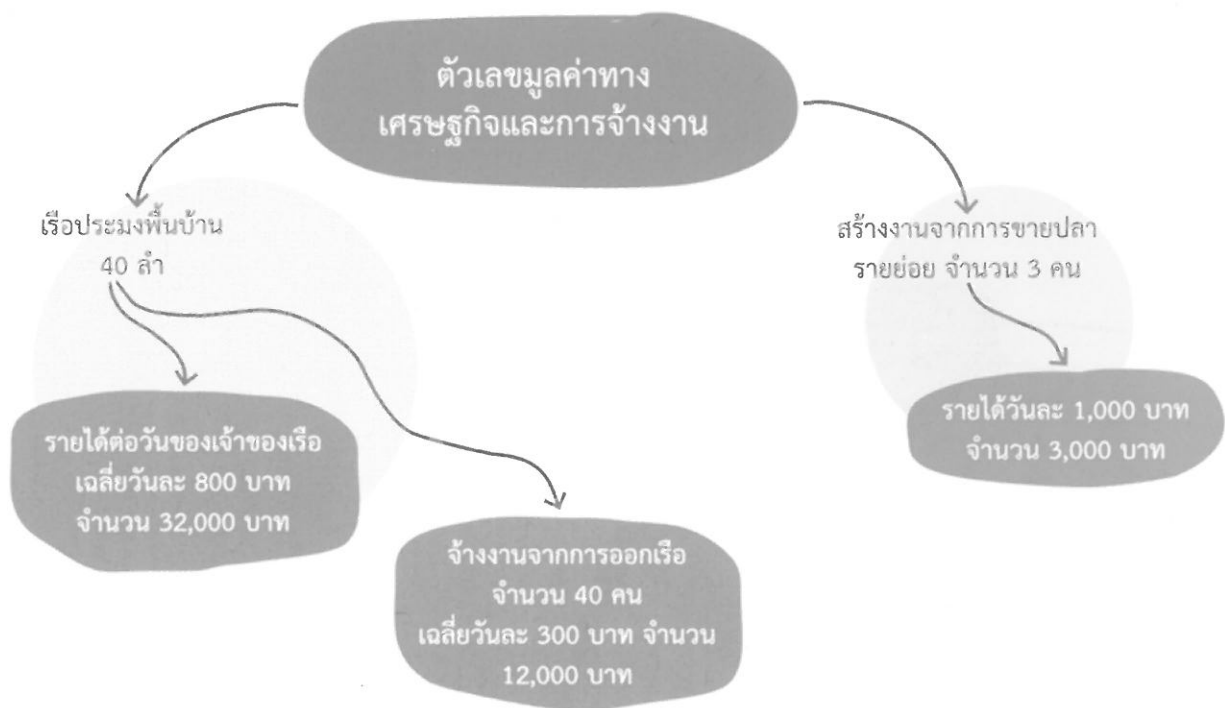 ตัวเลขมูลค่าทาง
เศรษฐกิจและการจ้างงาน
เรือประมงพื้นบ้าน
40 ลำ
สร้างงานจากการขายปลา
รายย่อย จำนวน 3 คน
รายได้ต่อวันของเจ้าของเรือ
เฉลี่ยวันละ 800 บาท
จำนวน 32,000 บาท
จ้างงานจากการออกเรือ
จำนวน 40 คน
เฉลี่ยวันละ 300 บาท จำนวน
12,000 บาท
รายได้วันละ 1,000 บาท
จำนวน 3,000 บาท